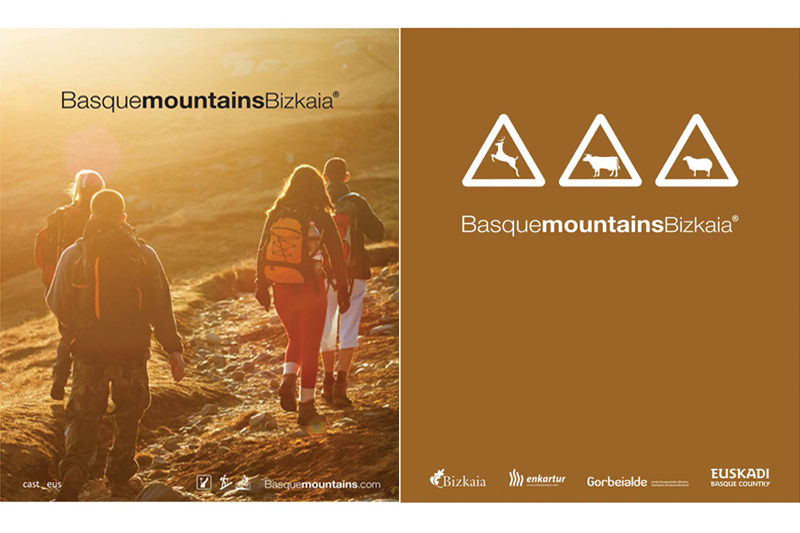 BasquemountainsBizkaia®
cast_eus
Basquemountains.com
BasquemountainsBizkaia®
Bizkaia
enkartur
Gorbeialde
EUSKADI
BASQUE COUNTRY